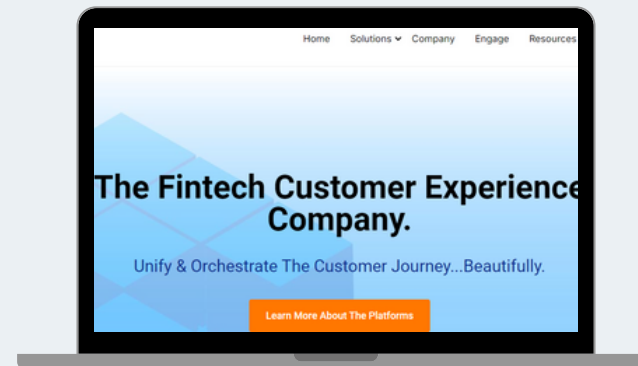 Home Solutions Company Engage Resources
The Fintech Customer Experience
Company.
Unify & Orchestrate The Customer Journey...Beautifully.
Learn More About The Platforms